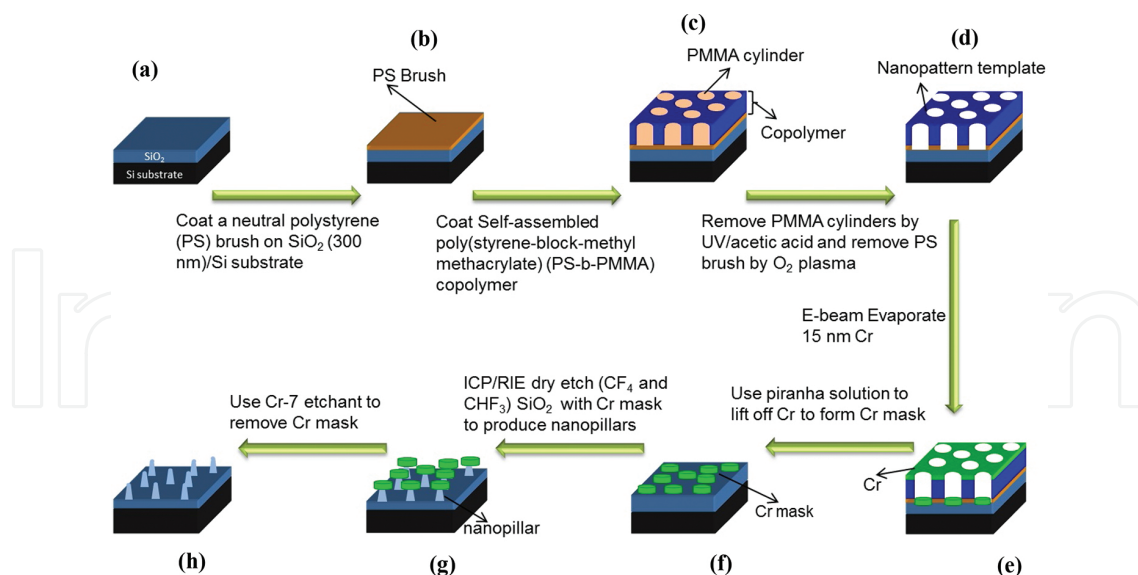 (a)
(b)
(c)
(d)
PS Brush
PMMA cylinder
Copolymer
Nanopattern template
SiO₂
Si substrate
Coat a neutral polystyrene
(PS) brush on SiO₂ (300
nm)/Si substrate
Coat Self-assembled
poly(styrene-block-methyl
methacrylate) (PS-b-PMMA)
copolymer
Remove PMMA cylinders by
UV/acetic acid and remove PS
brush by O₂ plasma
E-beam Evaporate
15 nm Cr
Use piranha solution to
lift off Cr to form Cr mask
ICP/RIE dry etch (CF₄ and
CHF₃) SiO₂ with Cr mask
to produce nanopillars
Use Cr-7 etchant to
remove Cr mask
Cr
Cr mask
nanopillar
(h)
(g)
(f)
(e)